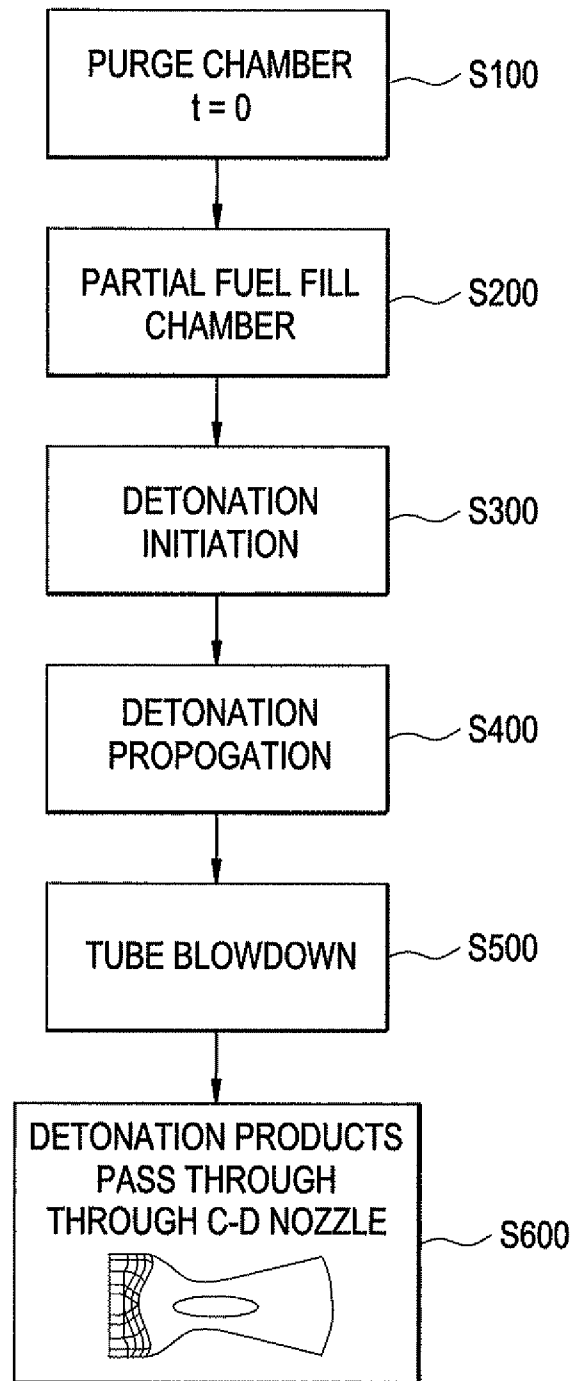 PURGE CHAMBER
t = 0
S100
PARTIAL FUEL FILL
CHAMBER
S200
DETONATION
INITIATION
S300
DETONATION
PROPOGATION
S400
TUBE BLOWDOWN
S500
DETONATION PRODUCTS
PASS THROUGH
THROUGH C-D NOZZLE
S600